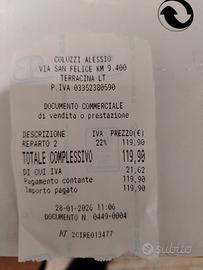 COLUZZI ALESSIO
VIA SAN FELICE KM 9.400
TERRACINA LT
P.IVA 03352380590
DOCUMENTO COMMERCIALE
di vendita o prestazione
DESCRIZIONE IVA PREZZO(€)
REPARTO 2 22% 119,90
TOTALE COMPLESSIVO 119,90
DI CUI IVA 21,62
Pagamento contante 119,90
Importo pagato 119,90
28-01-2026 11:06
DOCUMENTO N. 0449-0004
RT 2CIRE013477
subito